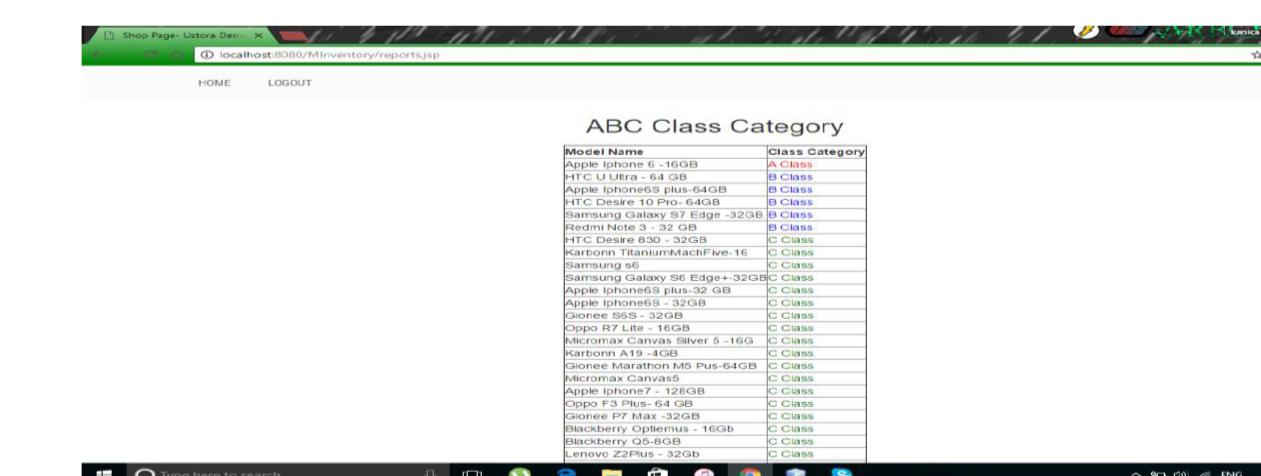 Shop Page- Ustora Dem
kanica
localhost:8080/MInventory/reports.jsp
HOME LOGOUT
ABC Class Category
Model Name Class Category
Apple Iphone 6 -16GB A Class
HTC U Ultra - 64 GB B Class
Apple Iphone6S plus-64GB B Class
HTC Desire 10 Pro- 64GB B Class
Samsung Galaxy S7 Edge -32GB B Class
Redmi Note 3 - 32 GB B Class
HTC Desire 830 - 32GB C Class
Karbonn TitaniumMachFive-16 C Class
Samsung s6 C Class
Samsung Galaxy S6 Edge+-32GB C Class
Apple Iphone6S plus-32 GB C Class
Apple Iphone6S - 32GB C Class
Gionee S6S - 32GB C Class
Oppo R7 Lite - 16GB C Class
Micromax Canvas Silver 5 -16G C Class
Karbonn A19 -4GB C Class
Gionee Marathon M5 Pus-64GB C Class
Micromax Canvas5 C Class
Apple Iphone7 - 128GB C Class
Oppo F3 Plus- 64 GB C Class
Gionee P7 Max -32GB C Class
Blackberry Optiemus - 16Gb C Class
Blackberry Q5-8GB C Class
Lenovo Z2Plus - 32Gb C Class
Type here to search ENG